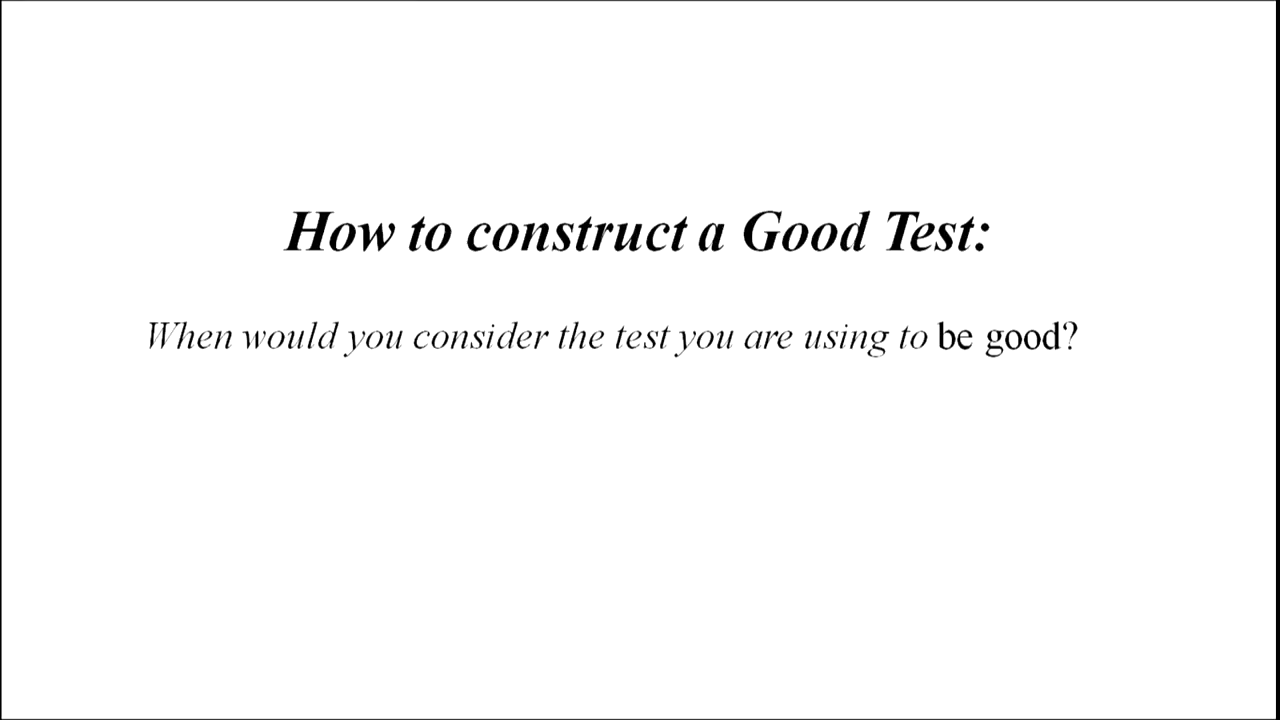 How to construct a Good Test:
When would you consider the test you are using to be good?